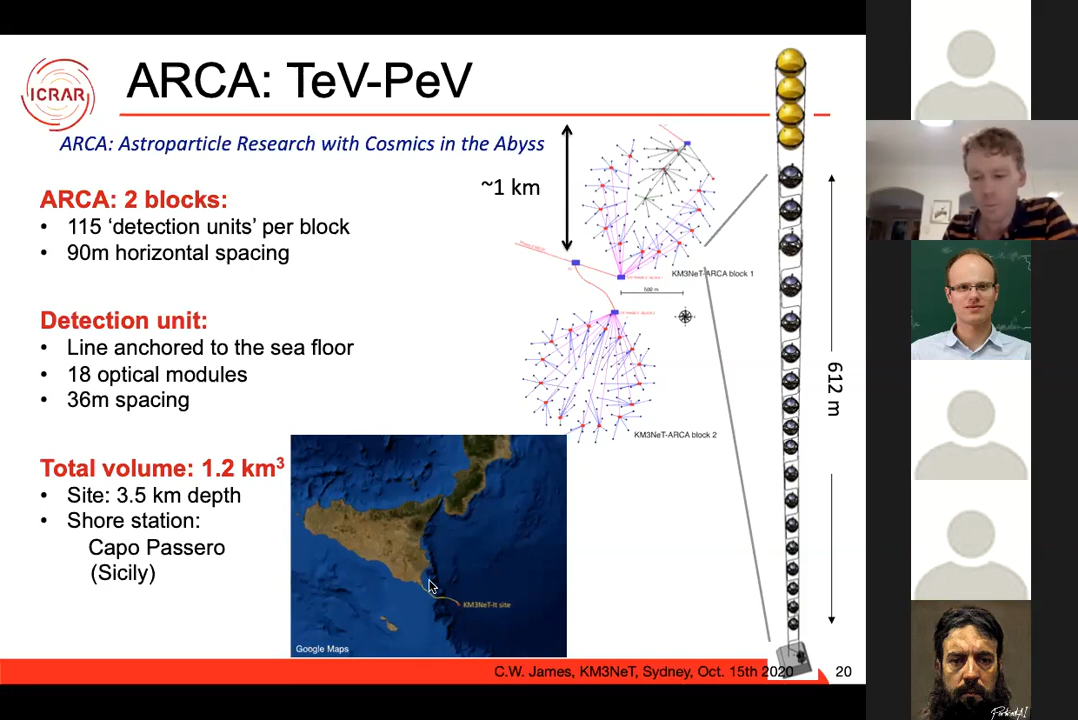 ICRAR
ARCA: TeV-PeV
ARCA: Astroparticle Research with Cosmics in the Abyss
ARCA: 2 blocks:
• 115 ‘detection units’ per block
• 90m horizontal spacing
Detection unit:
• Line anchored to the sea floor
• 18 optical modules
• 36m spacing
Total volume: 1.2 km³
• Site: 3.5 km depth
• Shore station:
Capo Passero
(Sicily)
~1 km
KM3NeT-ARCA block 1
500 m
KM3NeT-ARCA block 2
612 m
KM3NeT-It site
Google Maps
C.W. James, KM3NeT, Sydney, Oct. 15th 2020
20